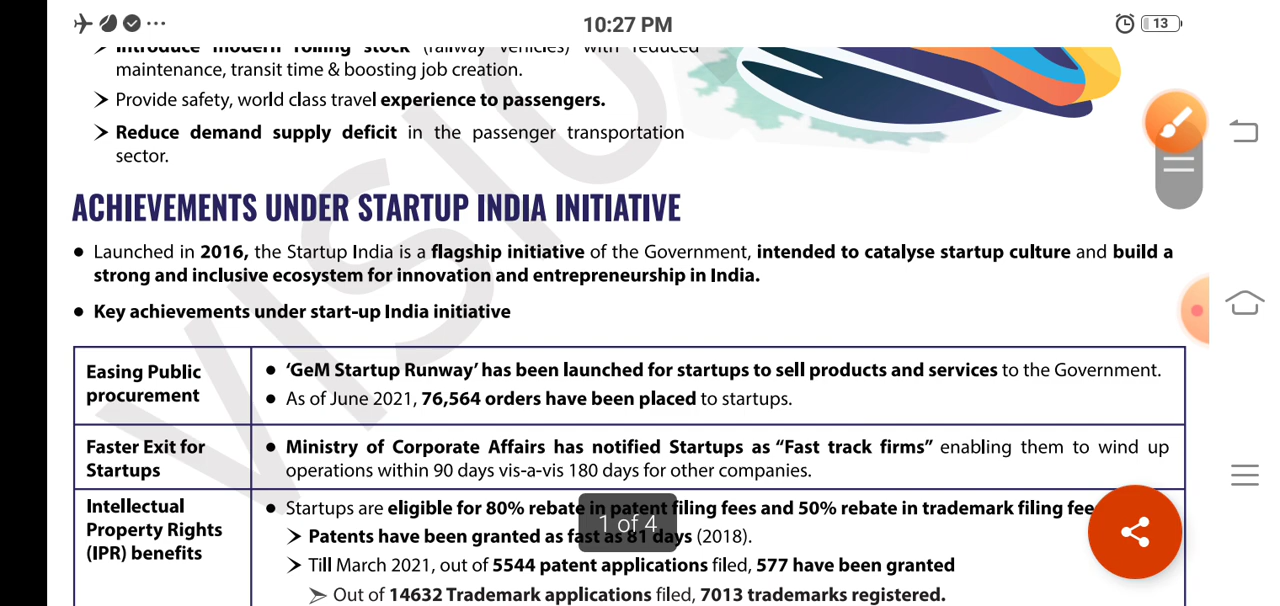 10:27 PM
13
Introduce modern rolling stock (railway vehicles) with reduced
maintenance, transit time & boosting job creation.
➤ Provide safety, world class travel experience to passengers.
➤ Reduce demand supply deficit in the passenger transportation
sector.
ACHIEVEMENTS UNDER STARTUP INDIA INITIATIVE
● Launched in 2016, the Startup India is a flagship initiative of the Government, intended to catalyse startup culture and build a
strong and inclusive ecosystem for innovation and entrepreneurship in India.
● Key achievements under start-up India initiative
Easing Public
procurement
● ‘GeM Startup Runway’ has been launched for startups to sell products and services to the Government.
● As of June 2021, 76,564 orders have been placed to startups.
Faster Exit for
Startups
● Ministry of Corporate Affairs has notified Startups as “Fast track firms” enabling them to wind up
operations within 90 days vis-a-vis 180 days for other companies.
Intellectual
Property Rights
(IPR) benefits
● Startups are eligible for 80% rebate in patent filing fees and 50% rebate in trademark filing fee
➤ Patents have been granted as fast as 81 days (2018).
➤ Till March 2021, out of 5544 patent applications filed, 577 have been granted
➤ Out of 14632 Trademark applications filed, 7013 trademarks registered.
1 of 4
VISIO